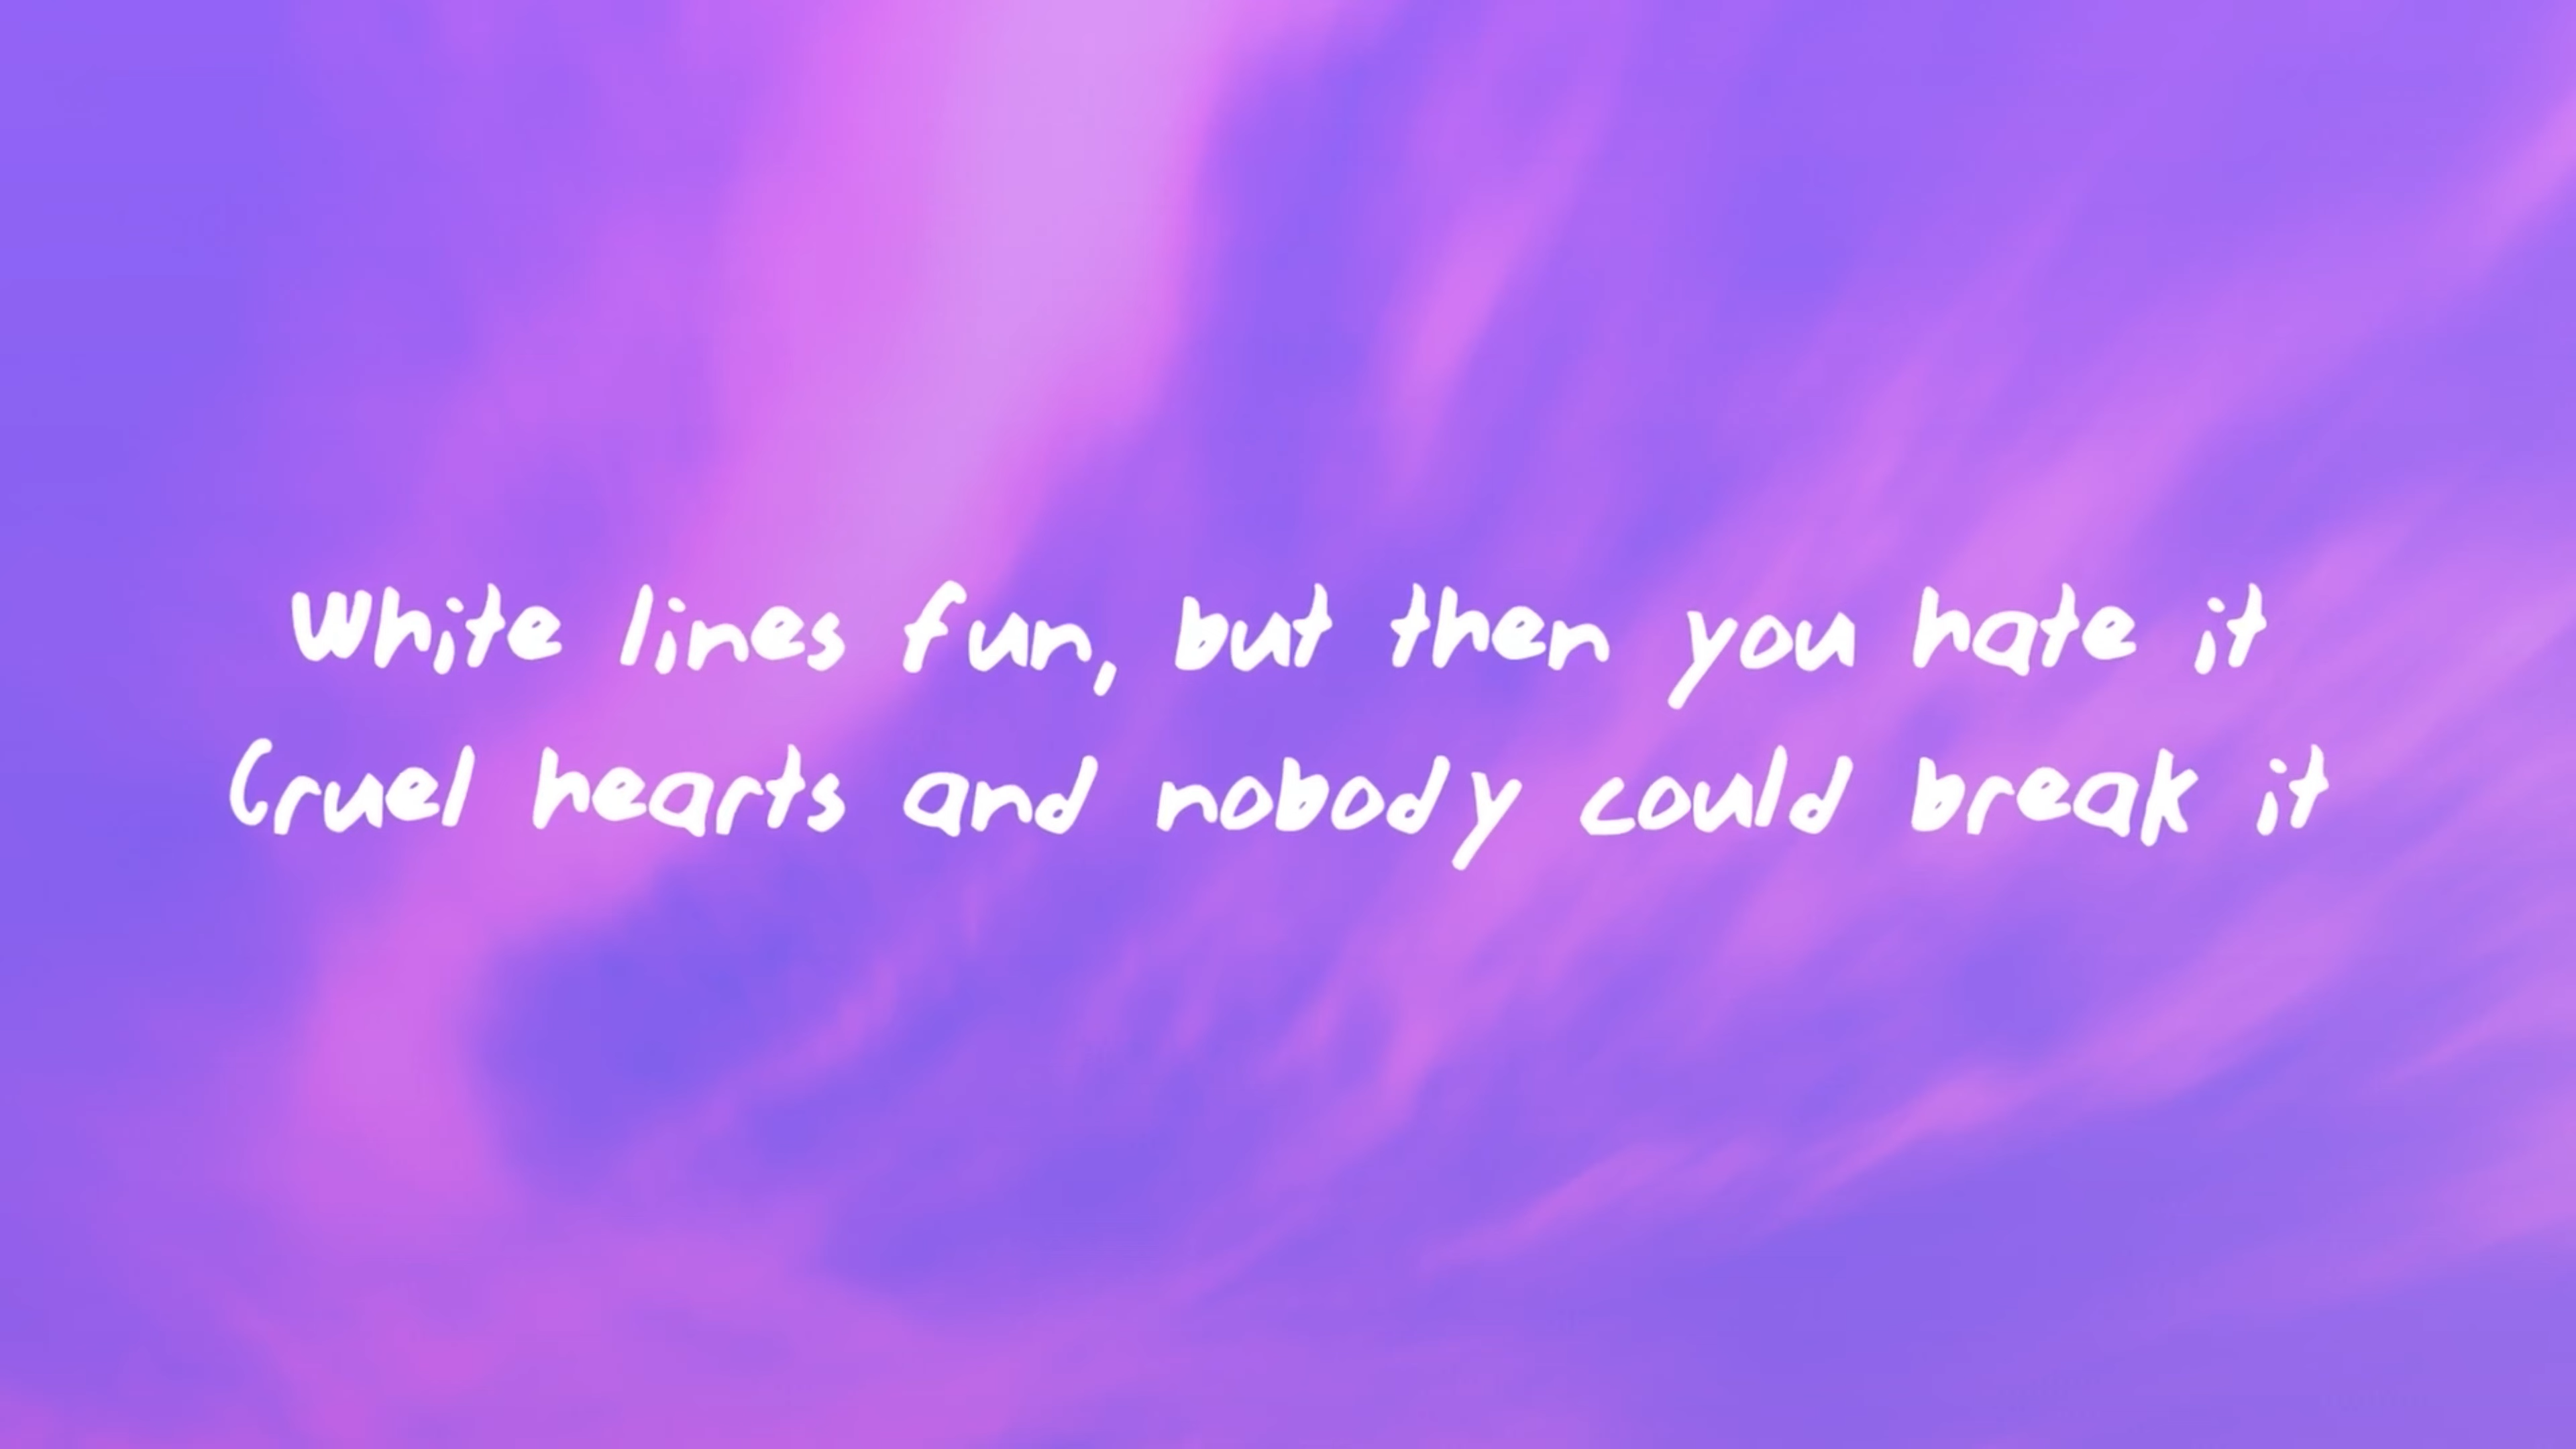 White lines fun, but then you hate it
Cruel hearts and nobody could break it